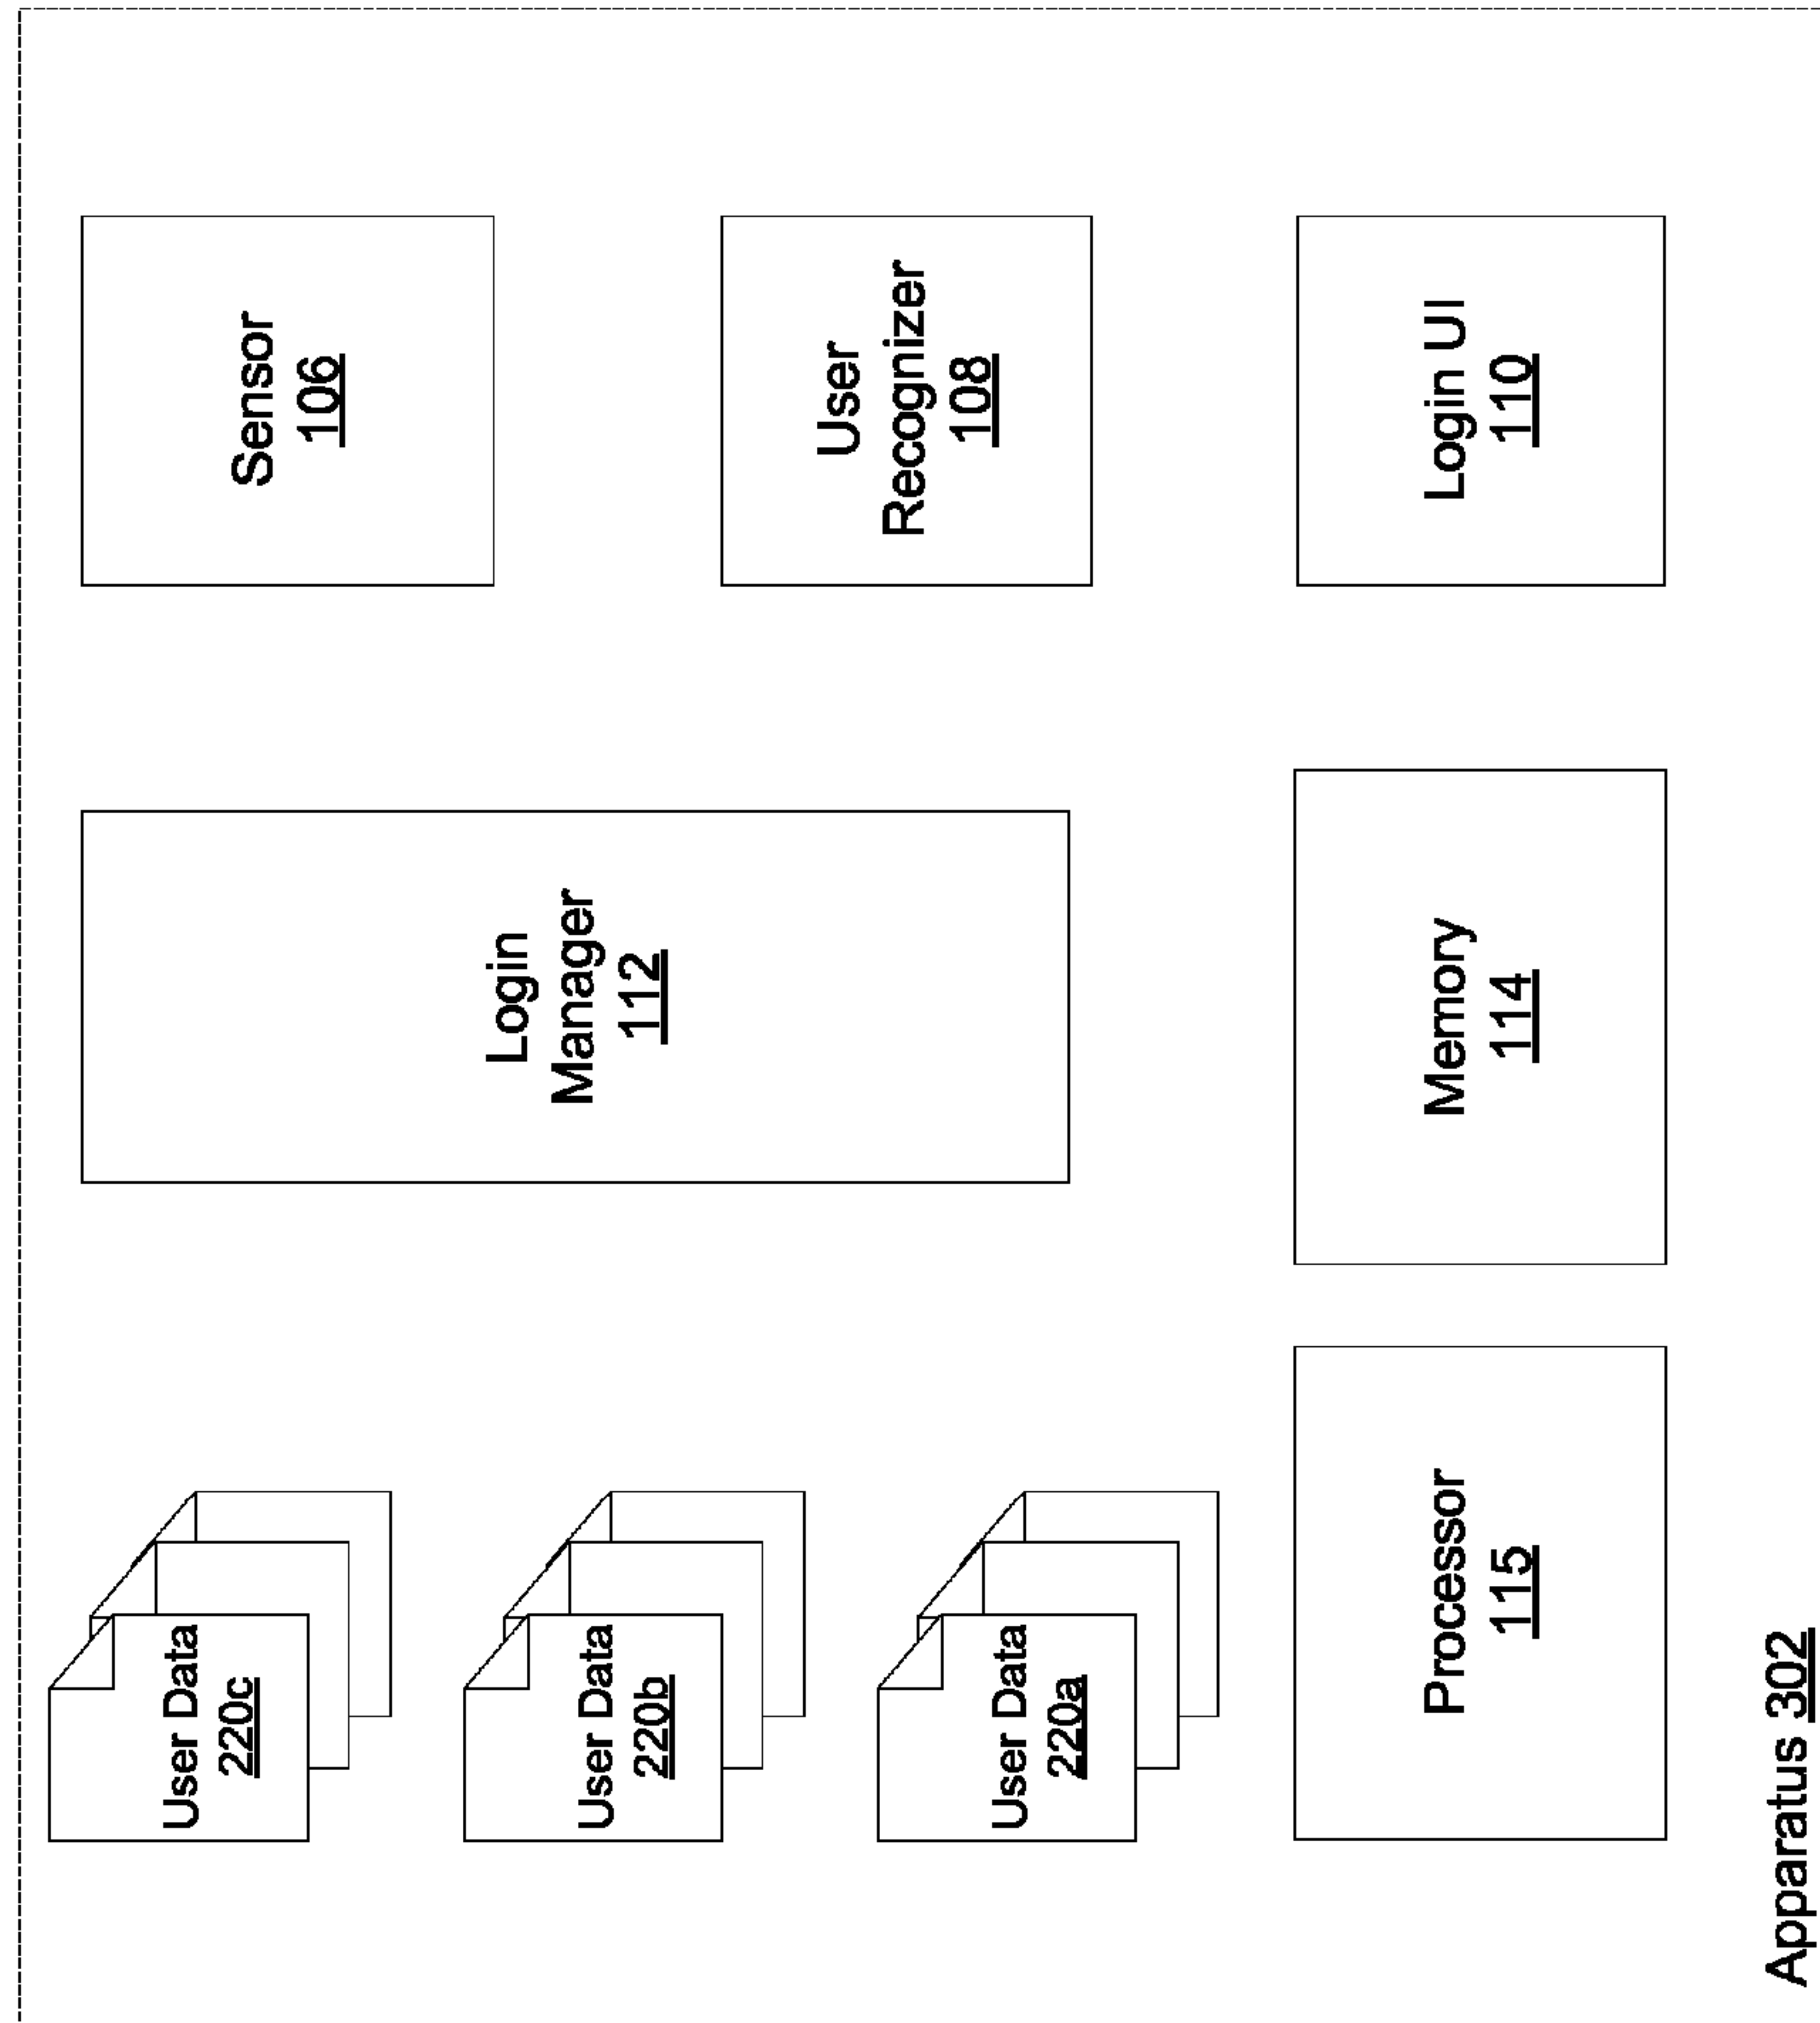 User Data
220c
Sensor
106
Login
Manager
112
User Data
220b
User
Recognizer
108
User Data
220a
Processor
115
Memory
114
Login UI
110
Apparatus 302